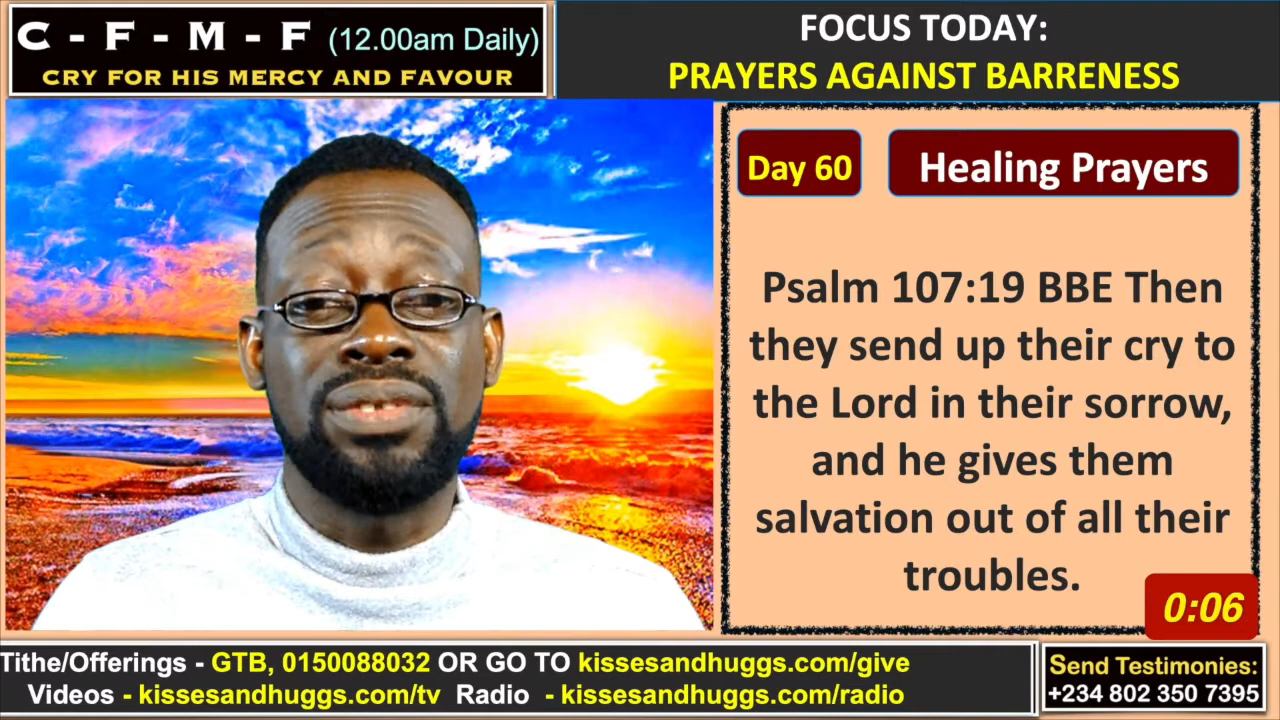 C - F - M - F (12.00am Daily)
CRY FOR HIS MERCY AND FAVOUR
FOCUS TODAY:
PRAYERS AGAINST BARRENESS
Day 60
Healing Prayers
Psalm 107:19 BBE Then
they send up their cry to
the Lord in their sorrow,
and he gives them
salvation out of all their
troubles.
0:06
Tithe/Offerings - GTB, 0150088032 OR GO TO kissesandhuggs.com/give
Videos - kissesandhuggs.com/tv Radio - kissesandhuggs.com/radio
Send Testimonies:
+234 802 350 7395